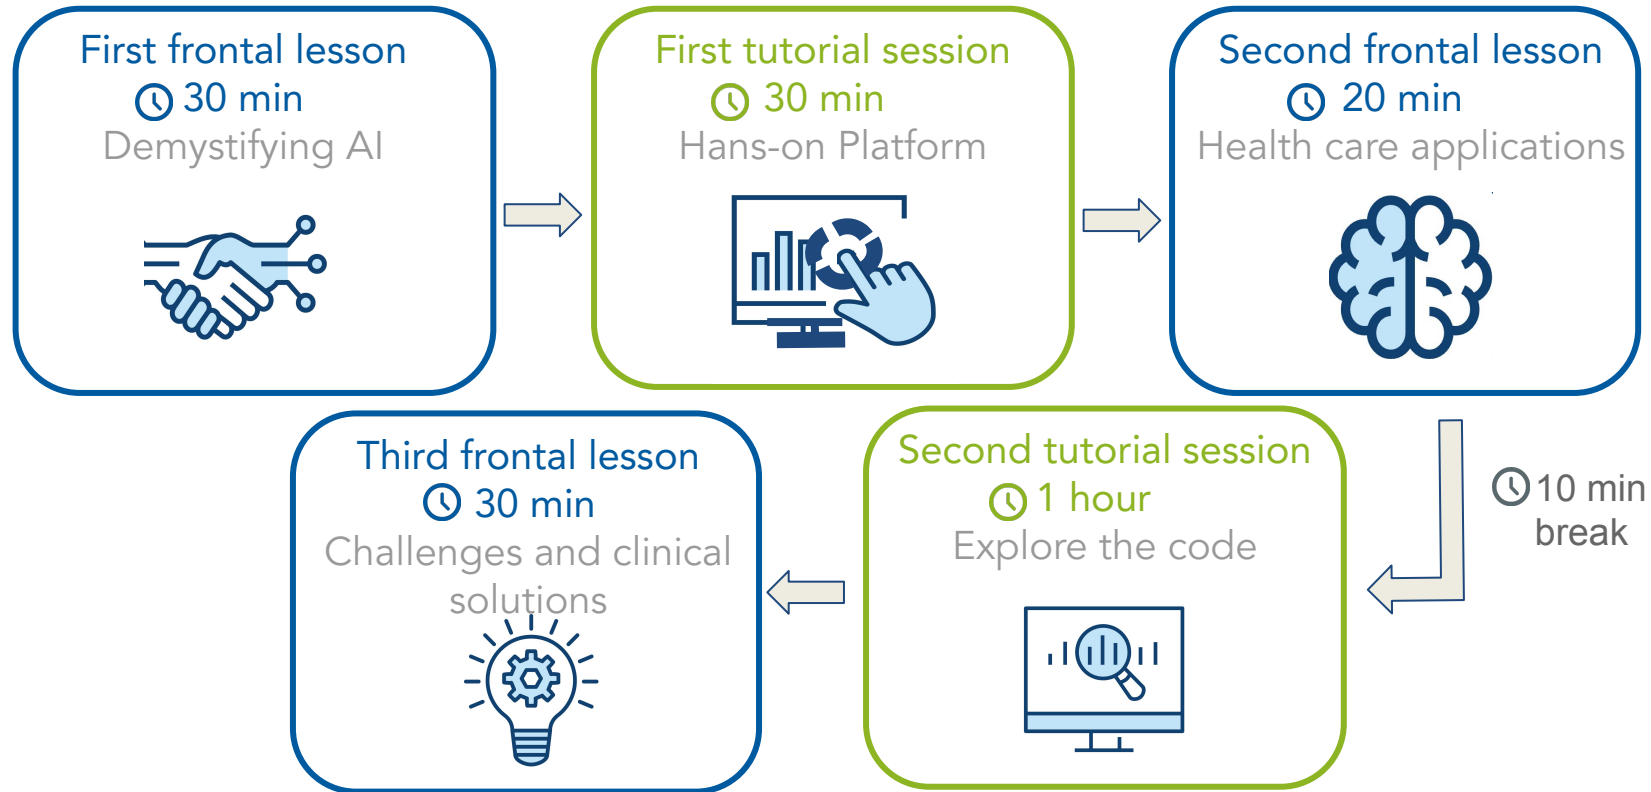 First frontal lesson
30 min
Demystifying AI
First tutorial session
30 min
Hans-on Platform
Second frontal lesson
20 min
Health care applications
10 min
break
Second tutorial session
1 hour
Explore the code
Third frontal lesson
30 min
Challenges and clinical
solutions